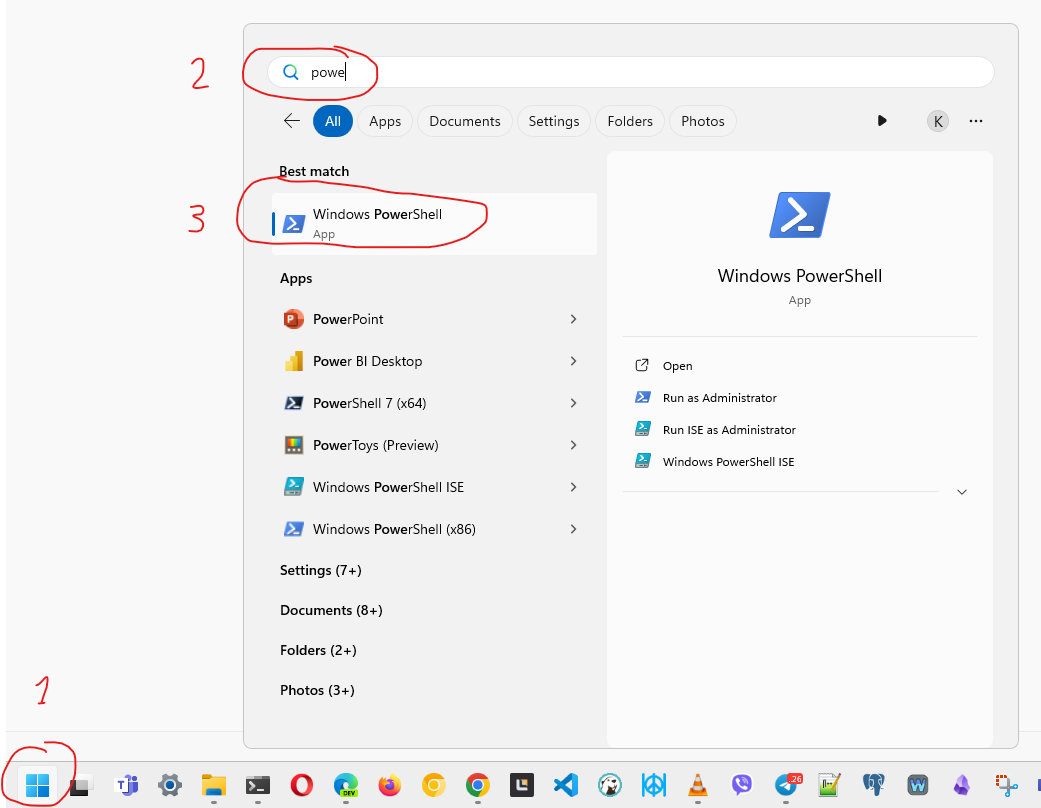 2
powe
All
Apps
Documents
Settings
Folders
Photos
K
Best match
3
Windows PowerShell
App
Windows PowerShell
App
Apps
PowerPoint
Power BI Desktop
PowerShell 7 (x64)
PowerToys (Preview)
Windows PowerShell ISE
Windows PowerShell (x86)
Open
Run as Administrator
Run ISE as Administrator
Windows PowerShell ISE
Settings (7+)
Documents (8+)
Folders (2+)
Photos (3+)
1
DEV
.26